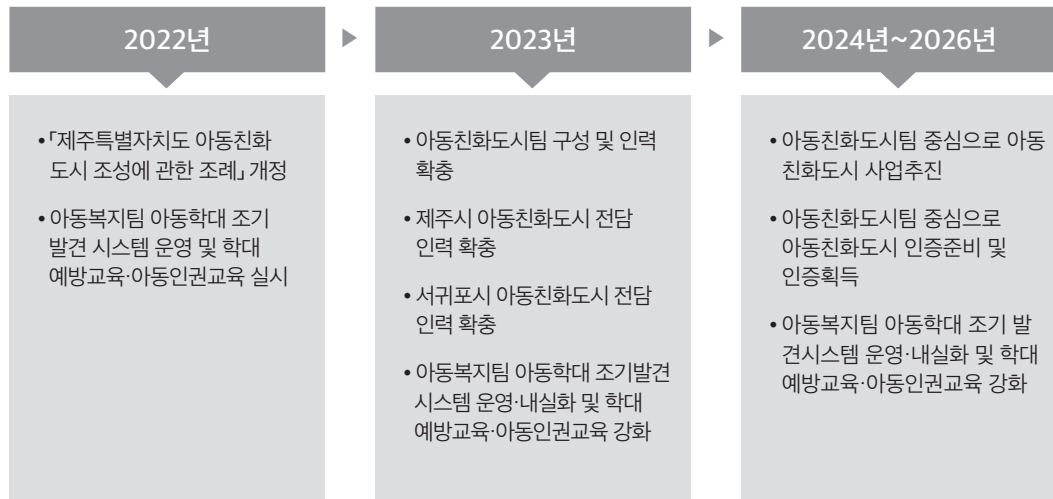 2022년
•「제주특별자치도 아동친화
도시 조성에 관한 조례」 개정
• 아동복지팀 아동학대 조기
발견 시스템 운영 및 학대
예방교육·아동인권교육 실시
2023년
• 아동친화도시팀 구성 및 인력
확충
• 제주시 아동친화도시 전담
인력 확충
• 서귀포시 아동친화도시 전담
인력 확충
• 아동복지팀 아동학대 조기발견
시스템 운영·내실화 및 학대
예방교육·아동인권교육 강화
2024년~2026년
• 아동친화도시팀 중심으로 아동
친화도시 사업추진
• 아동친화도시팀 중심으로
아동친화도시 인증준비 및
인증획득
• 아동복지팀 아동학대 조기 발
견시스템 운영·내실화 및 학대
예방교육·아동인권교육 강화